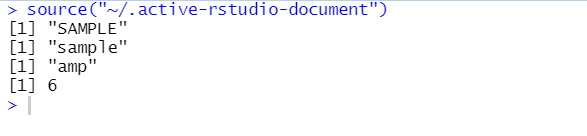 > source("~/.active-rstudio-document")
[1] "SAMPLE"
[1] "sample"
[1] "amp"
[1] 6
>